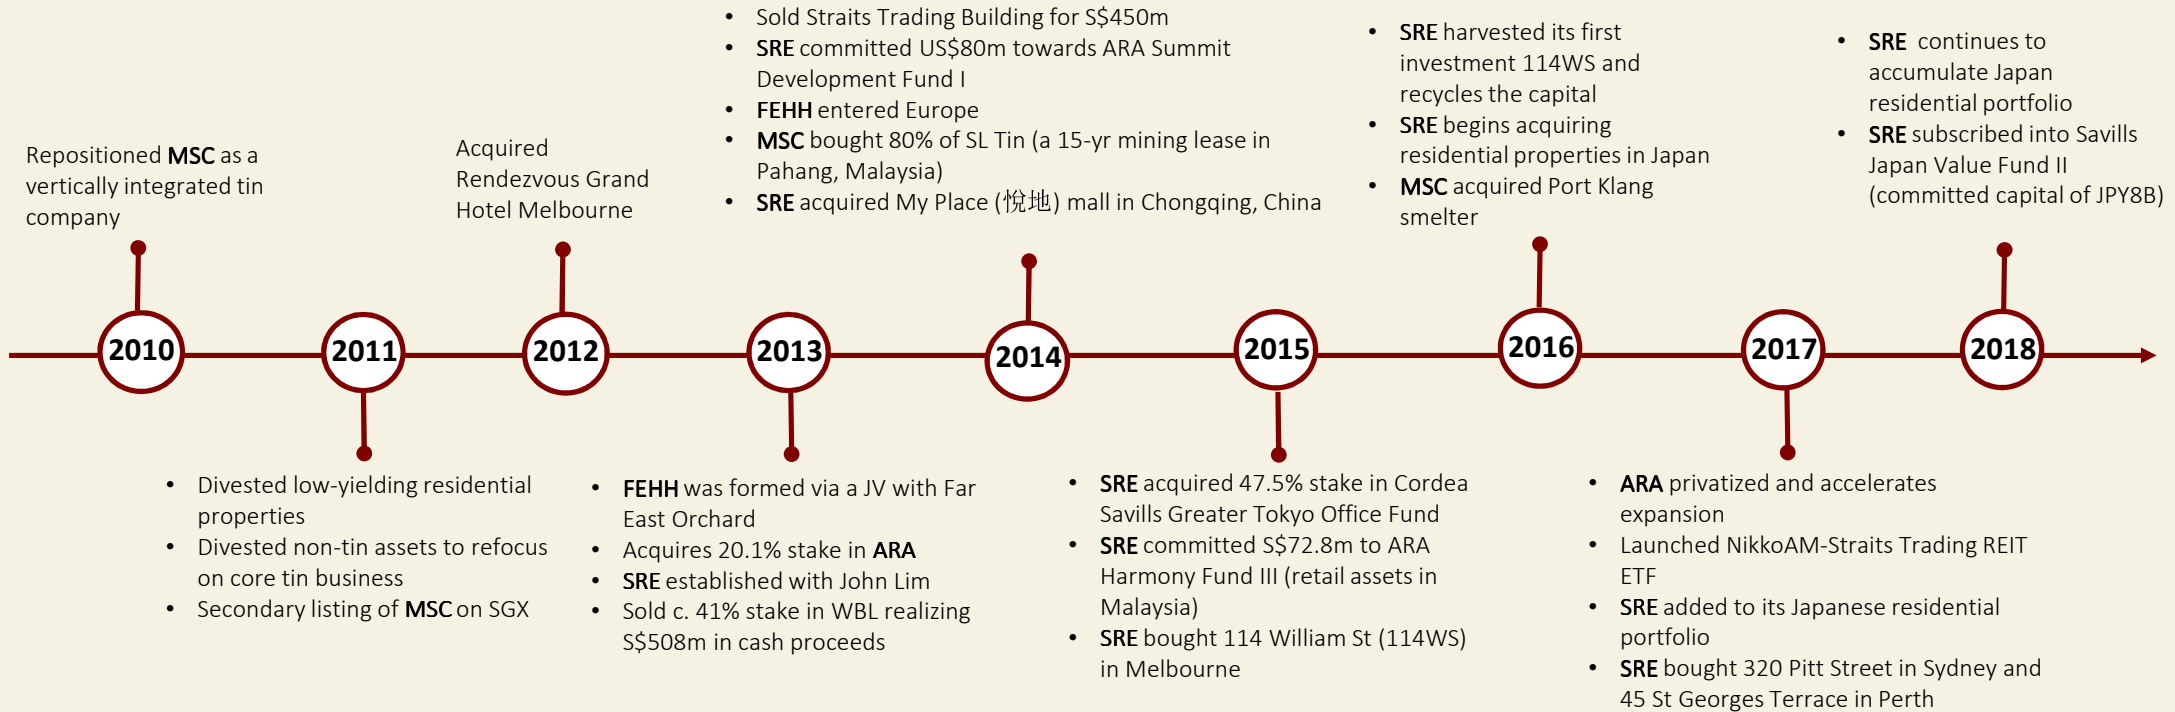 Repositioned MSC as a
vertically integrated tin
company
2010
2011
• Divested low-yielding residential
properties
• Divested non-tin assets to refocus
on core tin business
• Secondary listing of MSC on SGX
Acquired
Rendezvous Grand
Hotel Melbourne
2012
2013
• FEHH was formed via a JV with Far
East Orchard
• Acquires 20.1% stake in ARA
• SRE established with John Lim
• Sold c. 41% stake in WBL realizing
S$508m in cash proceeds
• Sold Straits Trading Building for S$450m
• SRE committed US$80m towards ARA Summit
Development Fund I
• FEHH entered Europe
• MSC bought 80% of SL Tin (a 15-yr mining lease in
Pahang, Malaysia)
• SRE acquired My Place (悅地) mall in Chongqing, China
2014
2015
• SRE acquired 47.5% stake in Cordea
Savills Greater Tokyo Office Fund
• SRE committed S$72.8m to ARA
Harmony Fund III (retail assets in
Malaysia)
• SRE bought 114 William St (114WS)
in Melbourne
• SRE harvested its first
investment 114WS and
recycles the capital
• SRE begins acquiring
residential properties in Japan
• MSC acquired Port Klang
smelter
2016
2017
• ARA privatized and accelerates
expansion
• Launched NikkoAM-Straits Trading REIT
ETF
• SRE added to its Japanese residential
portfolio
• SRE bought 320 Pitt Street in Sydney and
45 St Georges Terrace in Perth
• SRE continues to
accumulate Japan
residential portfolio
• SRE subscribed into Savills
Japan Value Fund II
(committed capital of JPY8B)
2018